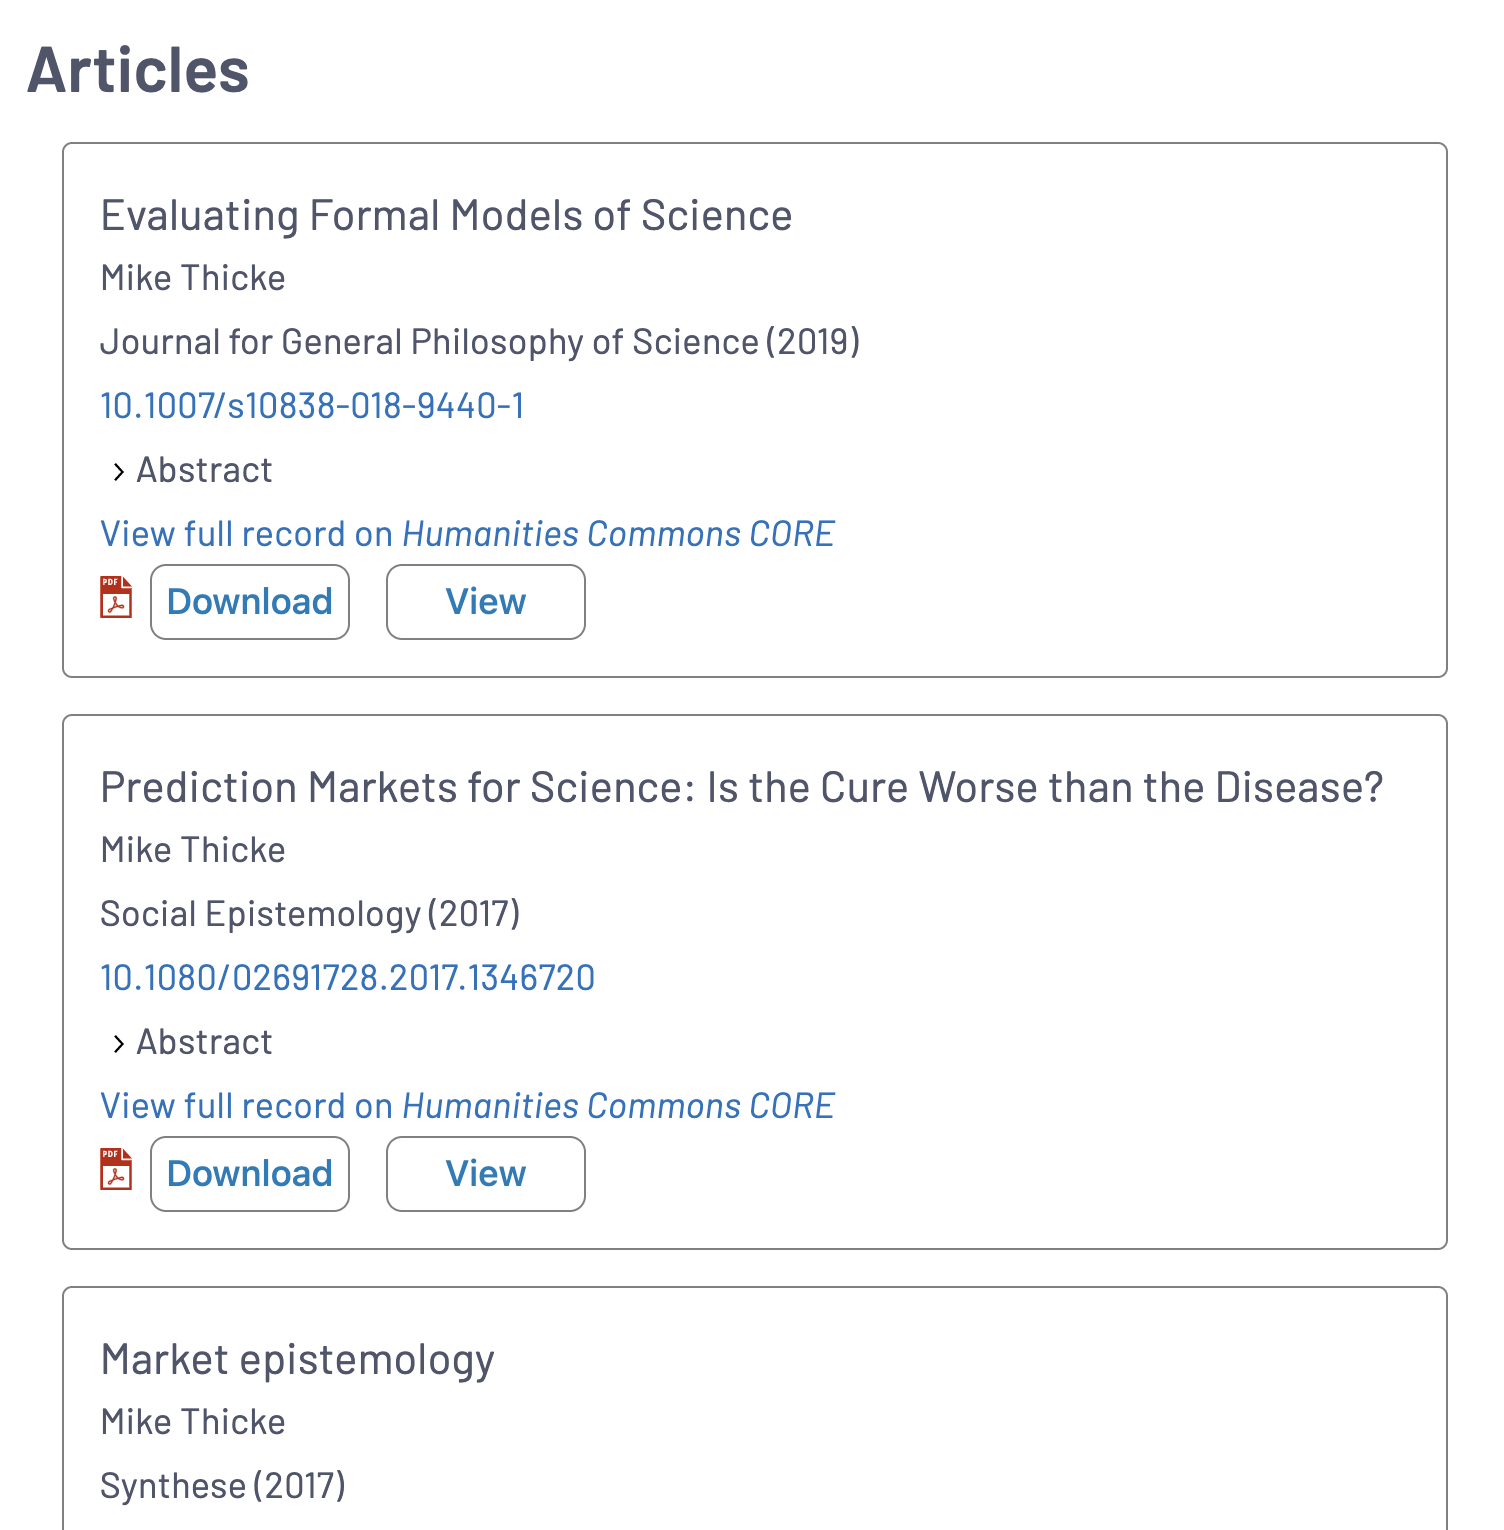 Articles
Evaluating Formal Models of Science
Mike Thicke
Journal for General Philosophy of Science (2019)
10.1007/s10838-018-9440-1
Abstract
View full record on Humanities Commons CORE
PDF Download View
Prediction Markets for Science: Is the Cure Worse than the Disease?
Mike Thicke
Social Epistemology (2017)
10.1080/02691728.2017.1346720
Abstract
View full record on Humanities Commons CORE
PDF Download View
Market epistemology
Mike Thicke
Synthese (2017)